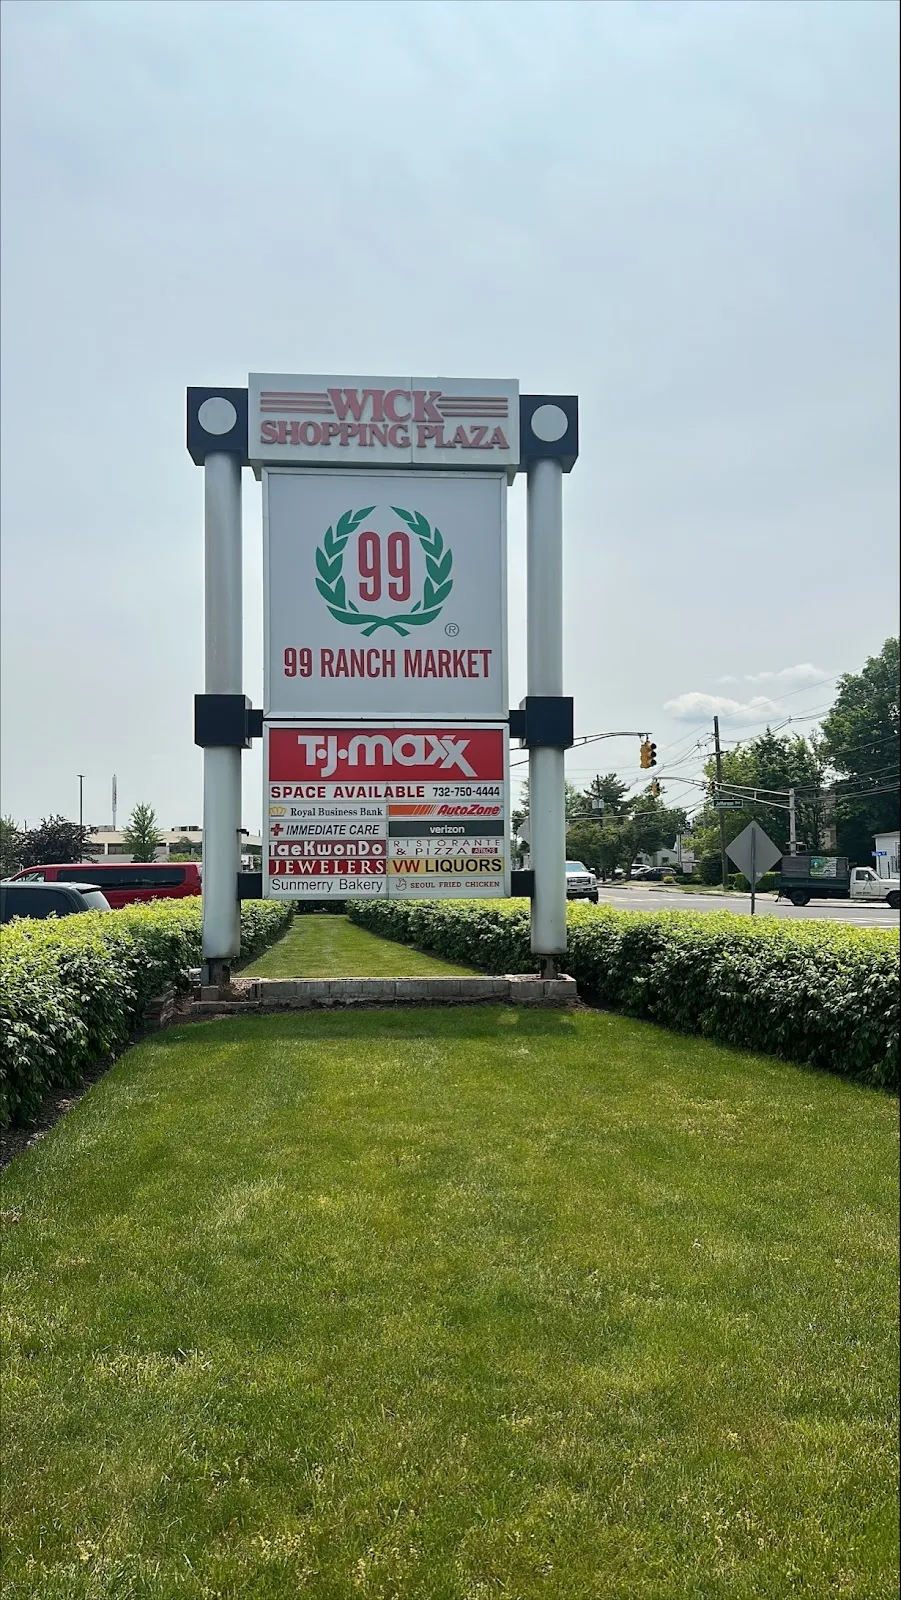 WICK
SHOPPING PLAZA
99
®
99 RANCH MARKET
T·J·maxx
SPACE AVAILABLE 732-750-4444
Royal Business Bank
AutoZone
IMMEDIATE CARE
verizon
TaeKwonDo
RISTORANTE
& PIZZA
JEWELERS
VW LIQUORS
Sunmerry Bakery
SEOUL FRIED CHICKEN
Jefferson